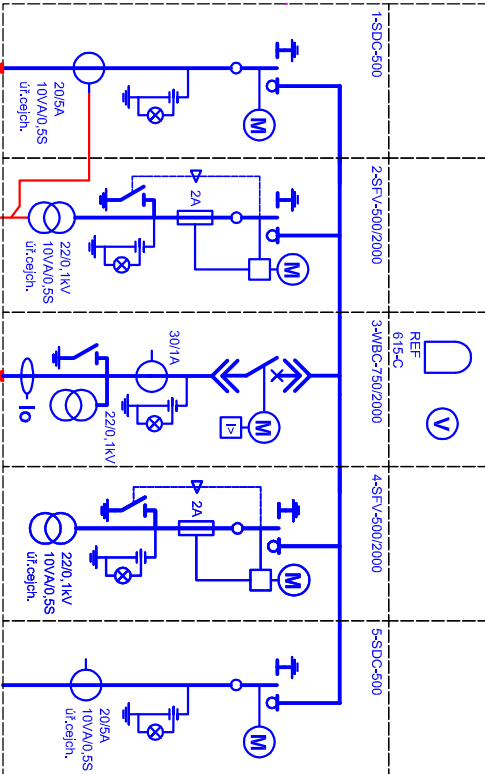 1-SDC-500
M
20/5A
10VA/0,5S
úř.cejch.
2-SFV-500/2000
M
2A
22/0,1kV
10VA/0,5S
úř.cejch.
REF
615-C
V
3-WBC-750/2000
M
I>
30/1A
22/0,1kV
Io
4-SFV-500/2000
M
2A
22/0,1kV
10VA/0,5S
úř.cejch.
5-SDC-500
M
20/5A
10VA/0,5S
úř.cejch.